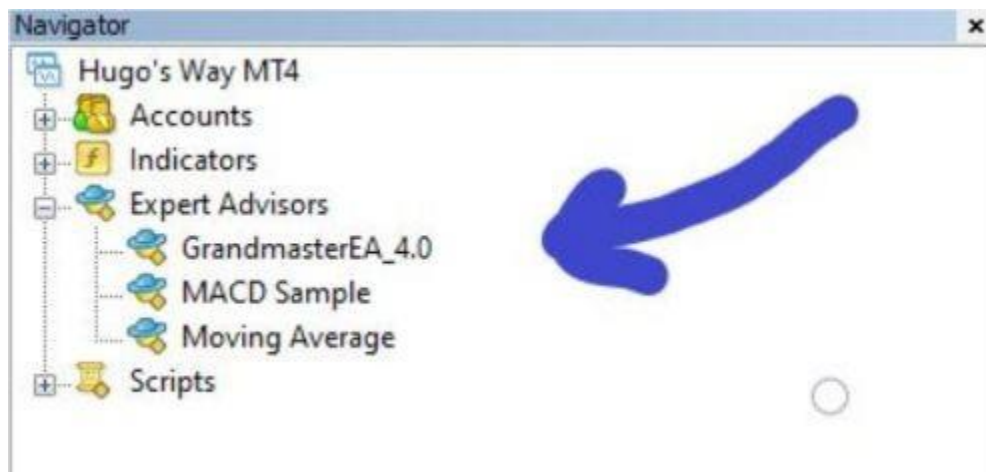 Navigator
Hugo's Way MT4
Accounts
Indicators
Expert Advisors
GrandmasterEA_4.0
MACD Sample
Moving Average
Scripts